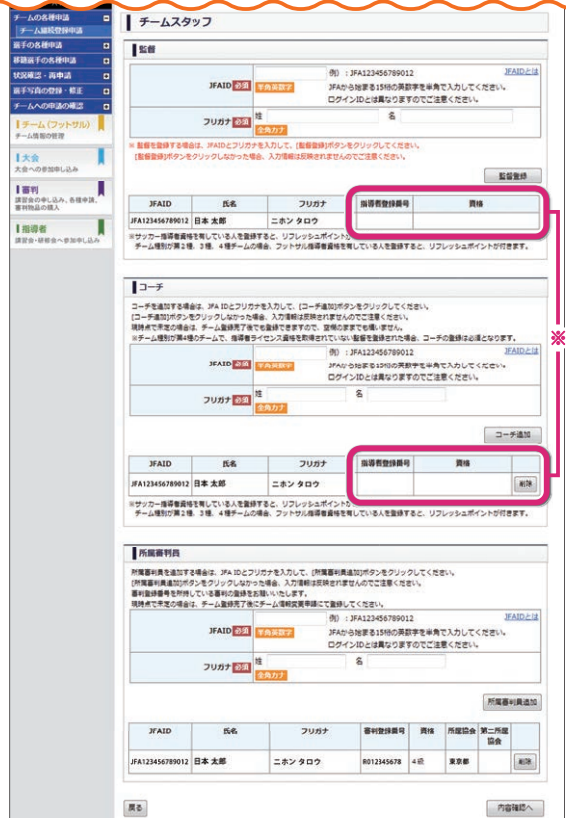 チームの各種申請
チーム継続登録申請
選手の各種申請
移籍選手の各種申請
状況確認・再申請
選手写真の登録・修正
チームへの申請の確認
チーム(フットサル)
チーム情報の管理
大会
大会への参加申し込み
審判
講習会の申し込み、各種申請、
審判物品の購入
指導者
講習会・研修会へ参加申し込み
チームスタッフ
監督
JFAID 必須 半角英数字
例) : JFA123456789012 JFAIDとは
JFAから始まる15桁の英数字を半角で入力してください。
ログインIDとは異なりますのでご注意ください。
フリガナ 必須 姓 名
全角カナ
※ 監督を登録する場合は、JFAIDとフリガナを入力して、[監督登録]ボタンをクリックしてください。
[監督登録]ボタンをクリックしなかった場合、入力情報は反映されませんのでご注意ください。
監督登録
JFAID 氏名 フリガナ 指導者登録番号 資格
JFA123456789012 日本 太郎 ニホン タロウ
※サッカー指導者資格を有している人を登録すると、リフレッシュポイントが
チーム種別が第2種、3種、4種チームの場合、フットサル指導者資格を有している人を登録すると、リフレッシュポイントが付きます。
※
コーチ
コーチを追加する場合は、JFA IDとフリガナを入力して、[コーチ追加]ボタンをクリックしてください。
[コーチ追加]ボタンをクリックしなかった場合、入力情報は反映されませんのでご注意ください。
現時点で未定の場合は、チーム登録完了後でも登録できますので、空欄のままでも構いません。
※チーム種別が第4種のチームで、指導者ライセンス資格を取得されていない監督を登録された場合、コーチの登録は必須となります。
JFAID 必須 半角英数字
例) : JFA123456789012 JFAIDとは
JFAから始まる15桁の英数字を半角で入力してください。
ログインIDとは異なりますのでご注意ください。
フリガナ 必須 姓 名
全角カナ
コーチ追加
JFAID 氏名 フリガナ 指導者登録番号 資格
JFA123456789012 日本 太郎 ニホン タロウ 削除
※サッカー指導者資格を有している人を登録すると、リフレッシュポイントが
チーム種別が第2種、3種、4種チームの場合、フットサル指導者資格を有している人を登録すると、リフレッシュポイントが付きます。
所属審判員
所属審判員を追加する場合は、JFA IDとフリガナを入力して、[所属審判員追加]ボタンをクリックしてください。
[所属審判員追加]ボタンをクリックしなかった場合、入力情報は反映されませんのでご注意ください。
審判登録番号を所持している審判の登録をお願いいたします。
現時点で未定の場合は、チーム登録完了後にチーム情報変更申請にて登録してください。
JFAID 必須 半角英数字
例) : JFA123456789012 JFAIDとは
JFAから始まる15桁の英数字を半角で入力してください。
ログインIDとは異なりますのでご注意ください。
フリガナ 必須 姓 名
全角カナ
所属審判員追加
JFAID 氏名 フリガナ 審判登録番号 資格 所属協会 第二所属協会
JFA123456789012 日本 太郎 ニホン タロウ R012345678 4級 東京都 削除
戻る 内容確認へ